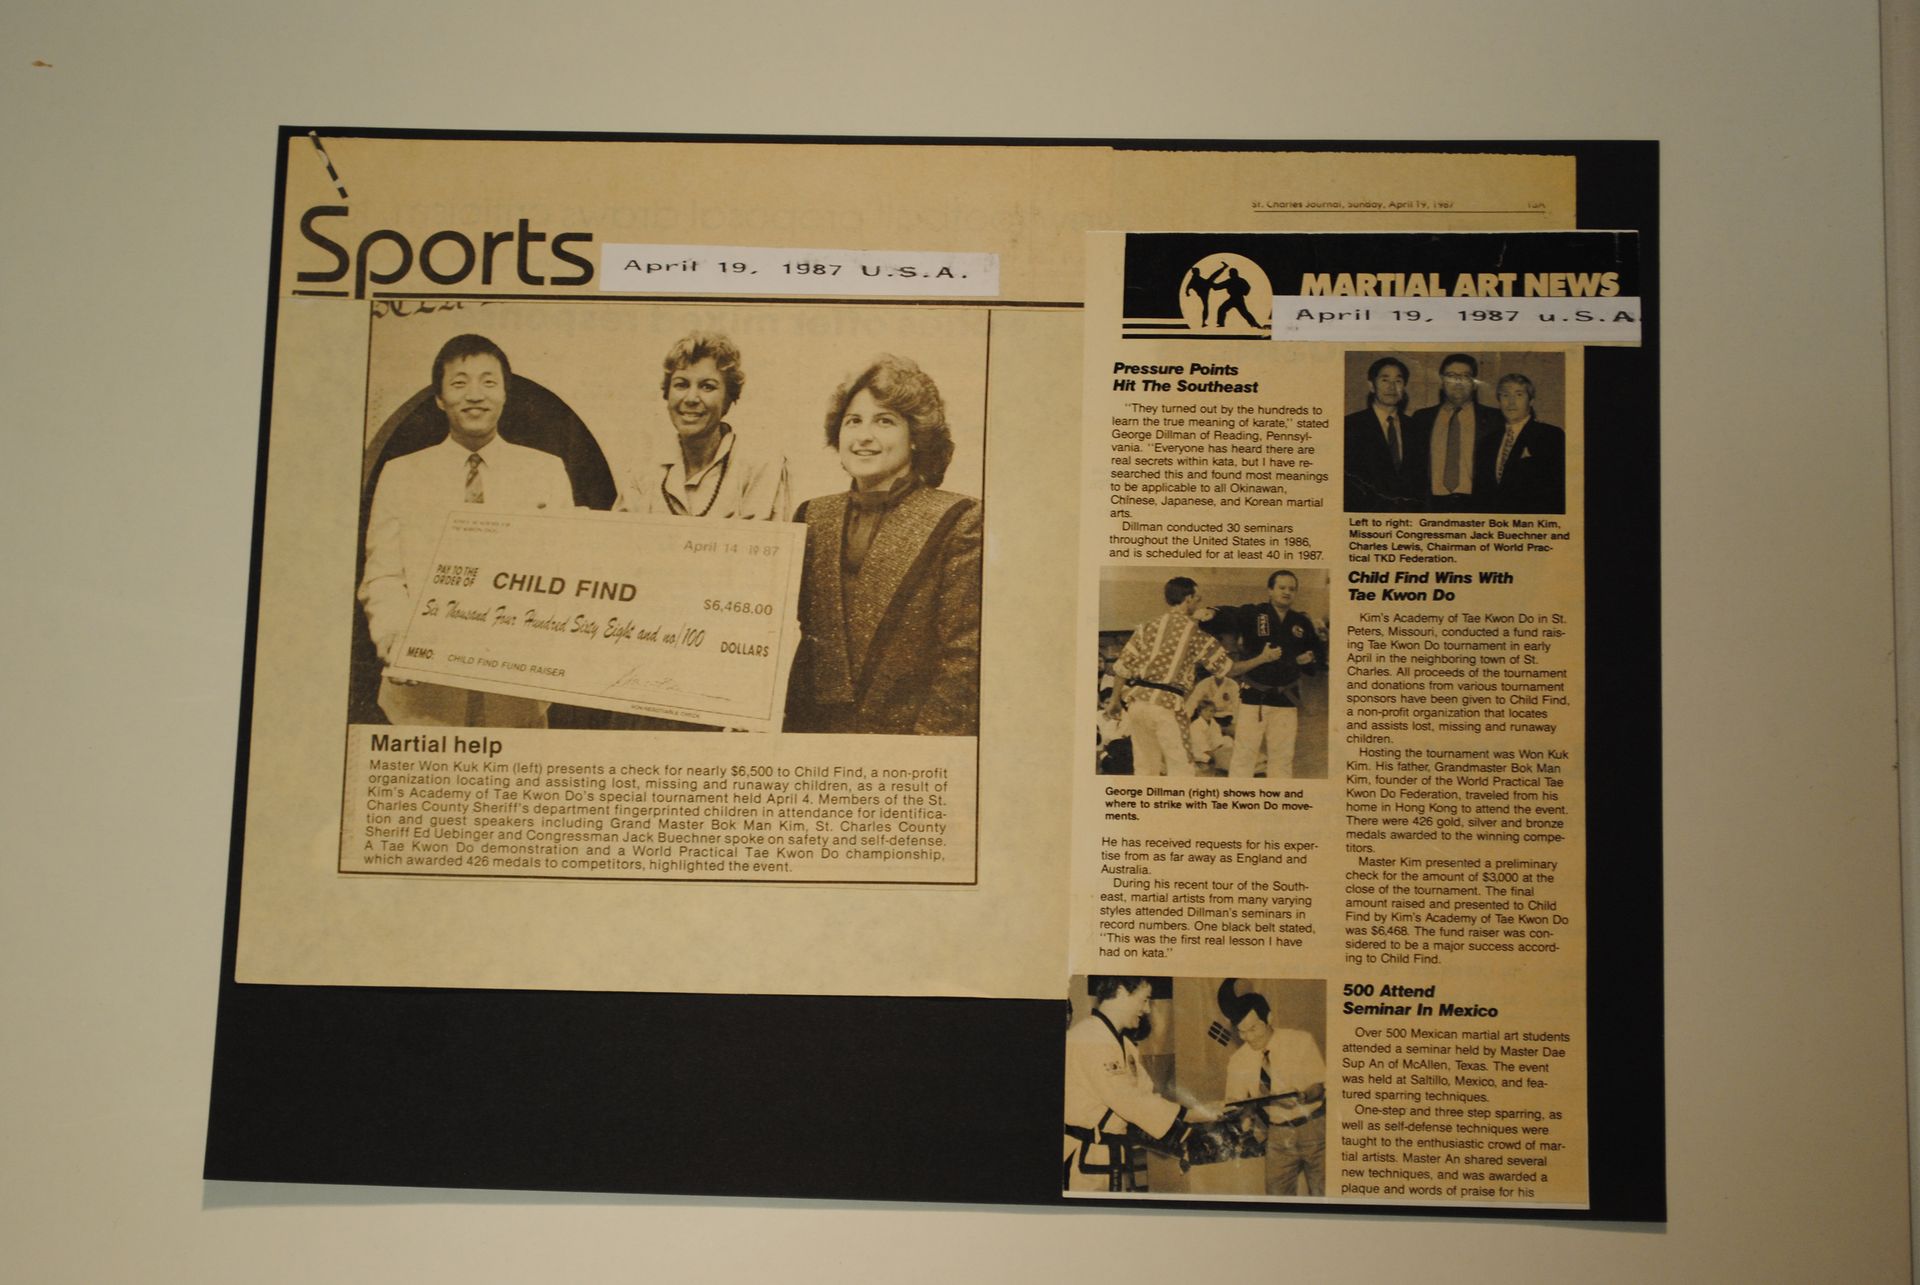 Sports
April 19, 1987 U.S.A.
April 14 19 87
PAY TO THE
ORDER OF
CHILD FIND
$6,468.00
Six Thousand Four Hundred Sixty Eight and no/100
DOLLARS
MEMO: CHILD FIND FUND RAISER
NON NEGOTIABLE CHECK
Martial help
Master Won Kuk Kim (left) presents a check for nearly $6,500 to Child Find, a non-profit
organization locating and assisting lost, missing and runaway children, as a result of
Kim's Academy of Tae Kwon Do's special tournament held April 4. Members of the St.
Charles County Sheriff's department fingerprinted children in attendance for identifica-
tion and guest speakers including Grand Master Bok Man Kim, St. Charles County
Sheriff Ed Uebinger and Congressman Jack Buechner spoke on safety and self-defense.
A Tae Kwon Do demonstration and a World Practical Tae Kwon Do championship,
which awarded 426 medals to competitors, highlighted the event.
St. Charles Journal, Sunday, April 19, 1987
MARTIAL ART NEWS
April 19, 1987 u.S.A
Pressure Points
Hit The Southeast
"They turned out by the hundreds to
learn the true meaning of karate," stated
George Dillman of Reading, Pennsyl-
vania. "Everyone has heard there are
real secrets within kata, but I have re-
searched this and found most meanings
to be applicable to all Okinawan,
Chinese, Japanese, and Korean martial
arts.
Dillman conducted 30 seminars
throughout the United States in 1986,
and is scheduled for at least 40 in 1987.
George Dillman (right) shows how and
where to strike with Tae Kwon Do move-
ments.
He has received requests for his exper-
tise from as far away as England and
Australia.
During his recent tour of the South-
east, martial artists from many varying
styles attended Dillman's seminars in
record numbers. One black belt stated,
"This was the first real lesson I have
had on kata."
Left to right: Grandmaster Bok Man Kim,
Missouri Congressman Jack Buechner and
Charles Lewis, Chairman of World Prac-
tical TKD Federation.
Child Find Wins With
Tae Kwon Do
Kim's Academy of Tae Kwon Do in St.
Peters, Missouri, conducted a fund rais-
ing Tae Kwon Do tournament in early
April in the neighboring town of St.
Charles. All proceeds of the tournament
and donations from various tournament
sponsors have been given to Child Find,
a non-profit organization that locates
and assists lost, missing and runaway
children.
Hosting the tournament was Won Kuk
Kim. His father, Grandmaster Bok Man
Kim, founder of the World Practical Tae
Kwon Do Federation, traveled from his
home in Hong Kong to attend the event.
There were 426 gold, silver and bronze
medals awarded to the winning compe-
titors.
Master Kim presented a preliminary
check for the amount of $3,000 at the
close of the tournament. The final
amount raised and presented to Child
Find by Kim's Academy of Tae Kwon Do
was $6,468. The fund raiser was con-
sidered to be a major success accord-
ing to Child Find.
500 Attend
Seminar In Mexico
Over 500 Mexican martial art students
attended a seminar held by Master Dae
Sup An of McAllen, Texas. The event
was held at Saltillo, Mexico, and fea-
tured sparring techniques.
One-step and three step sparring, as
well as self-defense techniques were
taught to the enthusiastic crowd of mar-
tial artists. Master An shared several
new techniques, and was awarded a
plaque and words of praise for his